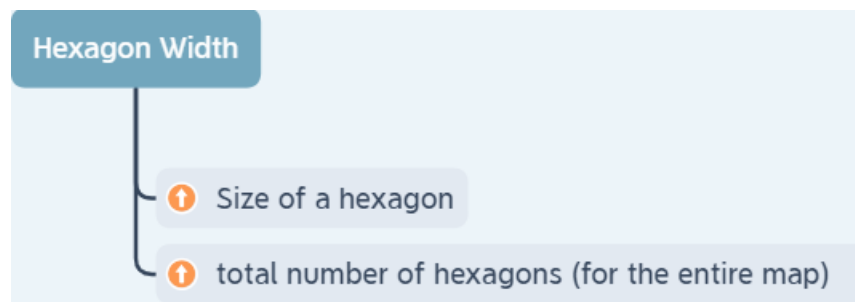 Hexagon Width
Size of a hexagon
total number of hexagons (for the entire map)